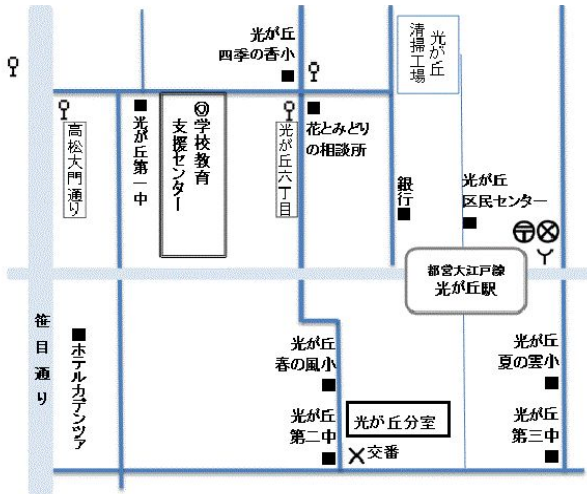 光が丘
四季の香小
光が丘
清掃工場
高松大門通り
光が丘第一中
◎学校教育
支援センター
光が丘六丁目
花とみどり
の相談所
銀行
光が丘
区民センター
都営大江戸線
光が丘駅
笹目通り
ホテルカデンツァ
光が丘
春の風小
光が丘
夏の雲小
光が丘
第二中
光が丘分室
光が丘
第三中
交番